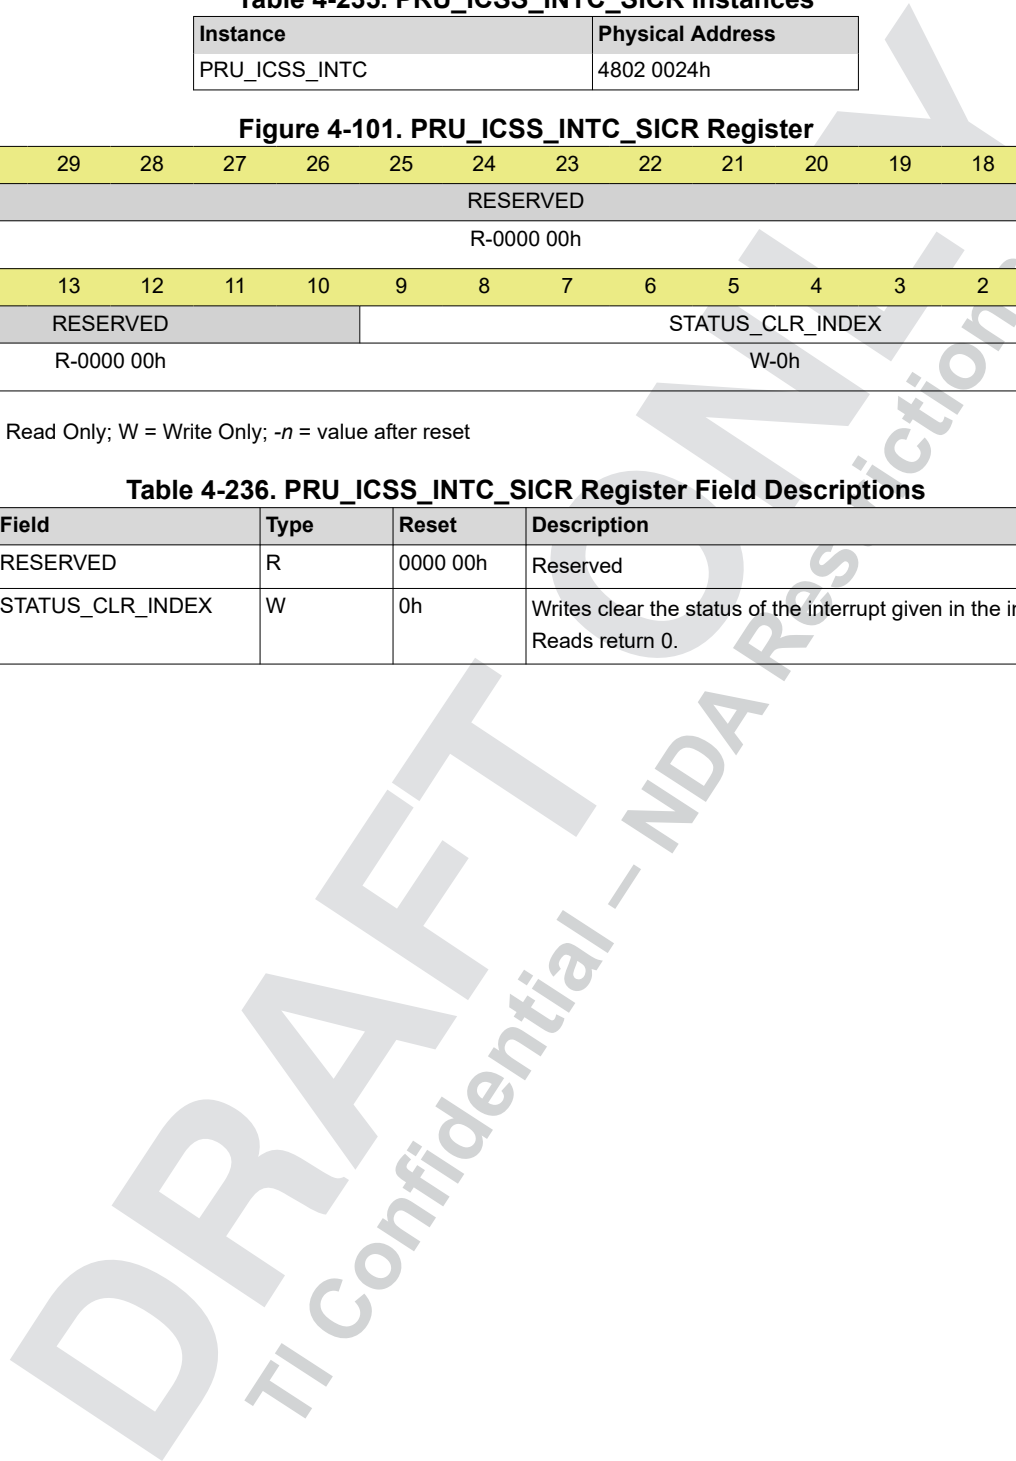 Table 4-235. PRU_ICSS_INTC_SICR Instances
Instance Physical Address
PRU_ICSS_INTC 4802 0024h
Figure 4-101. PRU_ICSS_INTC_SICR Register
29 28 27 26 25 24 23 22 21 20 19 18
RESERVED
R-0000 00h
13 12 11 10 9 8 7 6 5 4 3 2
RESERVED STATUS_CLR_INDEX
R-0000 00h W-0h
Read Only; W = Write Only; -n = value after reset
Table 4-236. PRU_ICSS_INTC_SICR Register Field Descriptions
Field Type Reset Description
RESERVED R 0000 00h Reserved
STATUS_CLR_INDEX W 0h Writes clear the status of the interrupt given in the
Reads return 0.
DRAFT ONLY
TI Confidential – NDA Restrictions